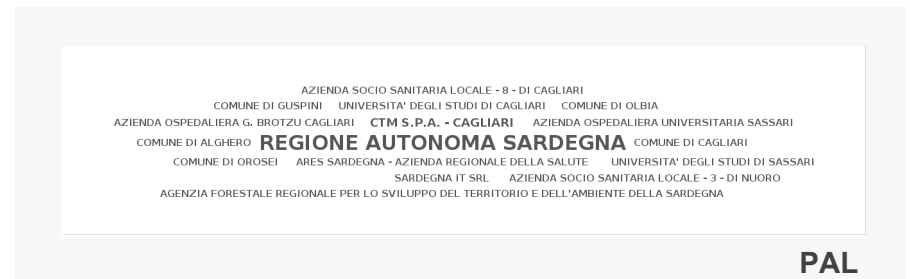 AZIENDA SOCIO SANITARIA LOCALE - 8 - DI CAGLIARI
COMUNE DI GUSPINI UNIVERSITA' DEGLI STUDI DI CAGLIARI COMUNE DI OLBIA
AZIENDA OSPEDALIERA G. BROTZU CAGLIARI CTM S.P.A. - CAGLIARI AZIENDA OSPEDALIERA UNIVERSITARIA SASSARI
COMUNE DI ALGHERO REGIONE AUTONOMA SARDEGNA COMUNE DI CAGLIARI
COMUNE DI OROSEI ARES SARDEGNA - AZIENDA REGIONALE DELLA SALUTE UNIVERSITA' DEGLI STUDI DI SASSARI
SARDEGNA IT SRL AZIENDA SOCIO SANITARIA LOCALE - 3 - DI NUORO
AGENZIA FORESTALE REGIONALE PER LO SVILUPPO DEL TERRITORIO E DELL'AMBIENTE DELLA SARDEGNA
PAL